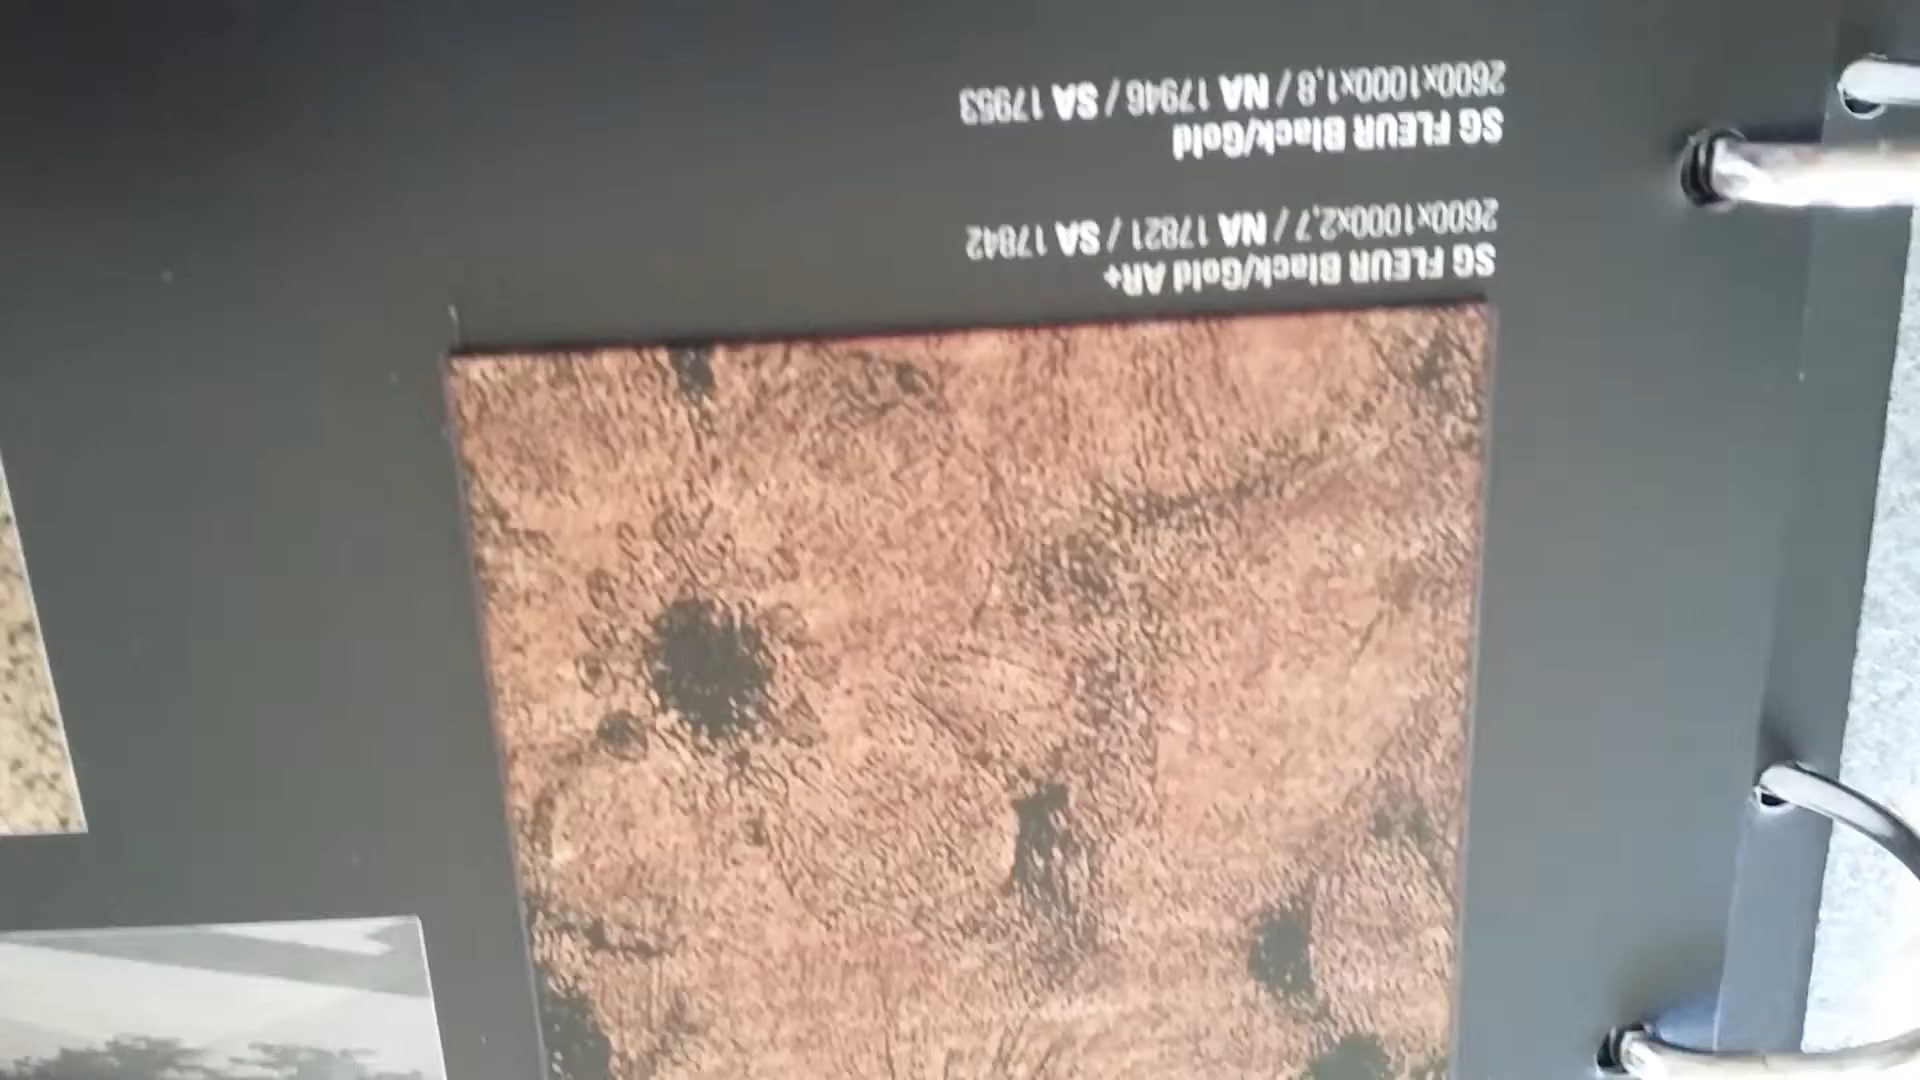 SG FLEUR Black/Gold AR+
2600x1000x2,7 / NA 17821 / SA 17842
SG FLEUR Black/Gold
2600x1000x1,8 / NA 17946 / SA 17953